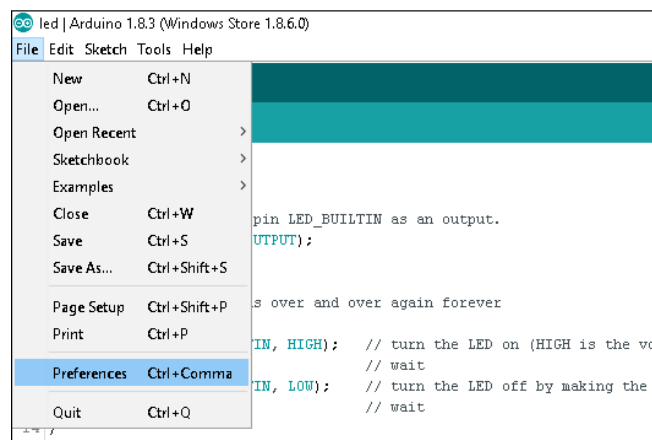 led | Arduino 1.8.3 (Windows Store 1.8.6.0)
File Edit Sketch Tools Help
New Ctrl+N
Open... Ctrl+O
Open Recent
Sketchbook
Examples
Close Ctrl+W
pin LED_BUILTIN as an output.
Save Ctrl+S
UTPUT);
Save As... Ctrl+Shift+S
Page Setup Ctrl+Shift+P
s over and over again forever
Print Ctrl+P
TIN, HIGH); // turn the LED on (HIGH is the vo
// wait
Preferences Ctrl+Comma
TIN, LOW); // turn the LED off by making the
// wait
Quit Ctrl+Q
14 }